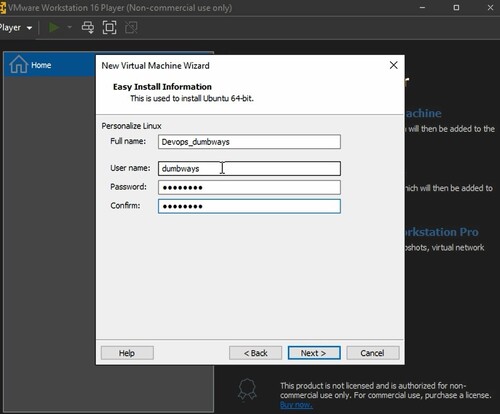 VMware Workstation 16 Player (Non-commercial use only)
Player
Home
New Virtual Machine Wizard
Easy Install Information
This is used to install Ubuntu 64-bit.
Personalize Linux
Full name: Devops_dumbways
User name: dumbways
Password: ●●●●●●●●
Confirm: ●●●●●●●●
Help < Back Next > Cancel
achine
will then be added to the
hich will then be added to
orkstation Pro
pshots, virtual network
This product is not licensed and is authorized for non-
commercial use only. For commercial use, purchase a license.
Buy now.